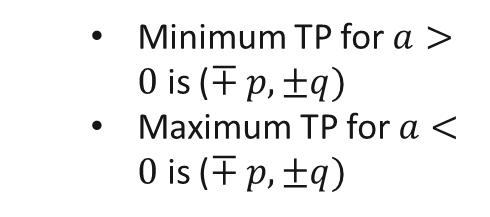 • Minimum TP for 𝑎 >
0 is (∓ 𝑝, ±𝑞)
• Maximum TP for 𝑎 <
0 is (∓ 𝑝, ±𝑞)